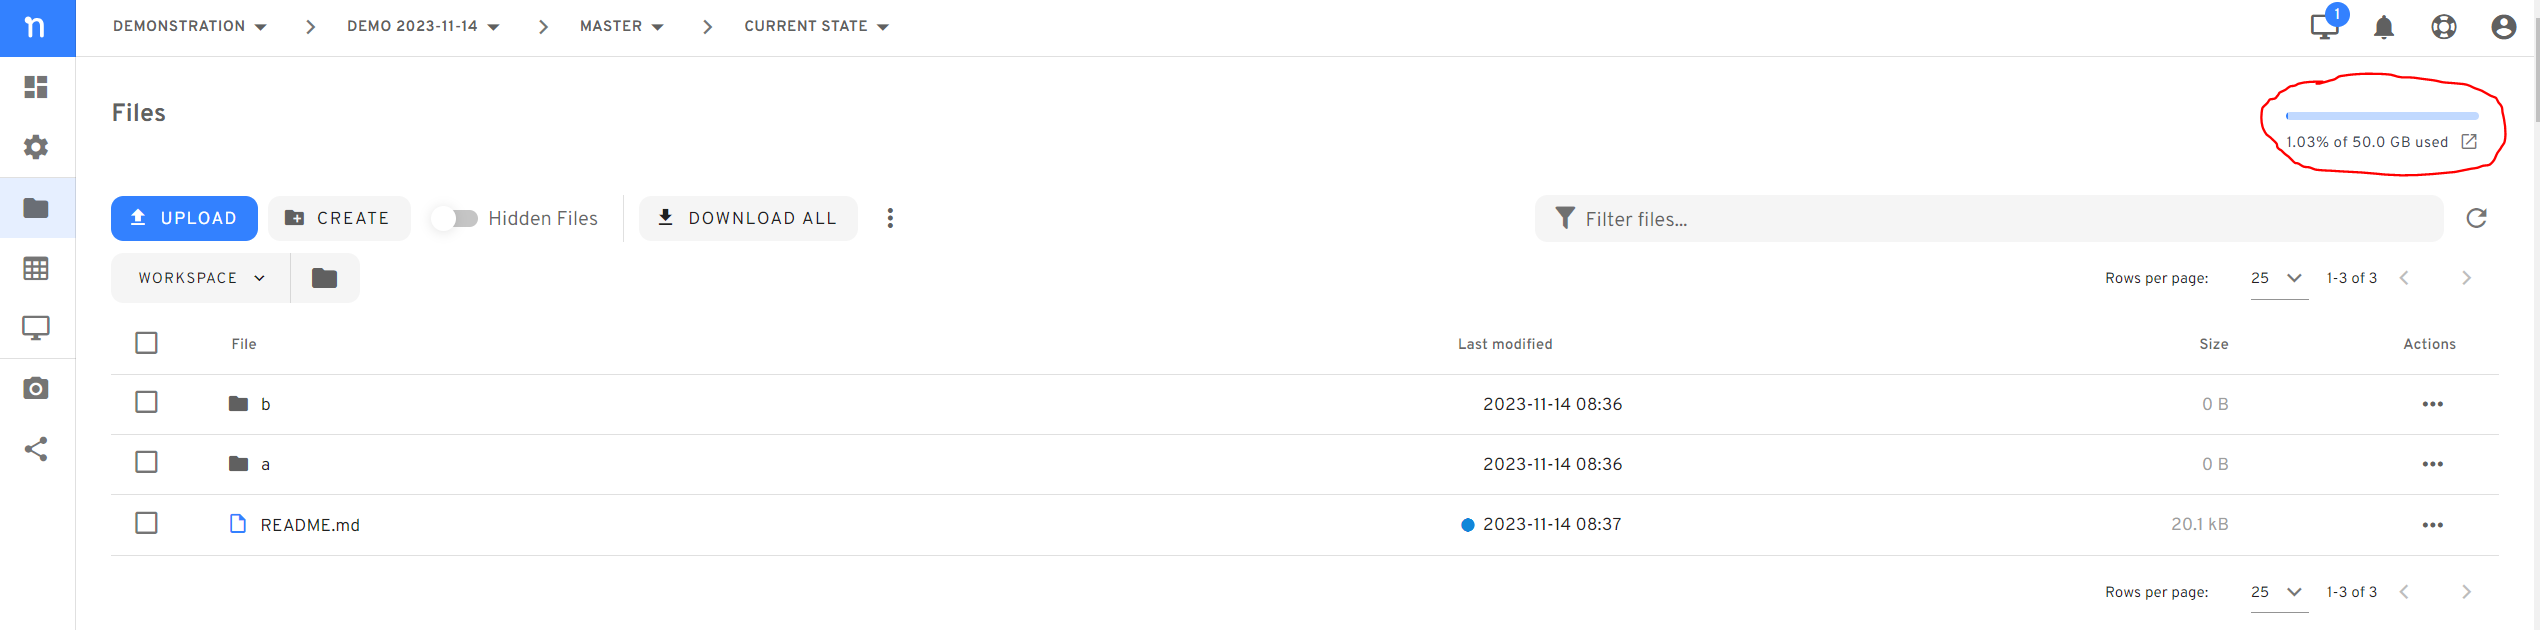 n DEMONSTRATION DEMO 2023-11-14 MASTER CURRENT STATE 1
Files
1.03% of 50.0 GB used
UPLOAD CREATE Hidden Files DOWNLOAD ALL Filter files...
WORKSPACE Rows per page: 25 1-3 of 3
File Last modified Size Actions
b 2023-11-14 08:36 0 B
a 2023-11-14 08:36 0 B
README.md 2023-11-14 08:37 20.1 kB
Rows per page: 25 1-3 of 3